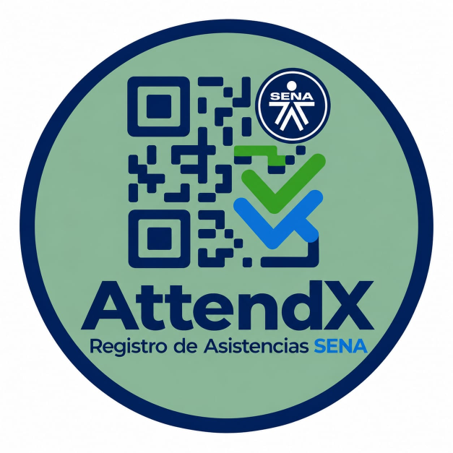 SENA
AttendX
Registro de Asistencias SENA